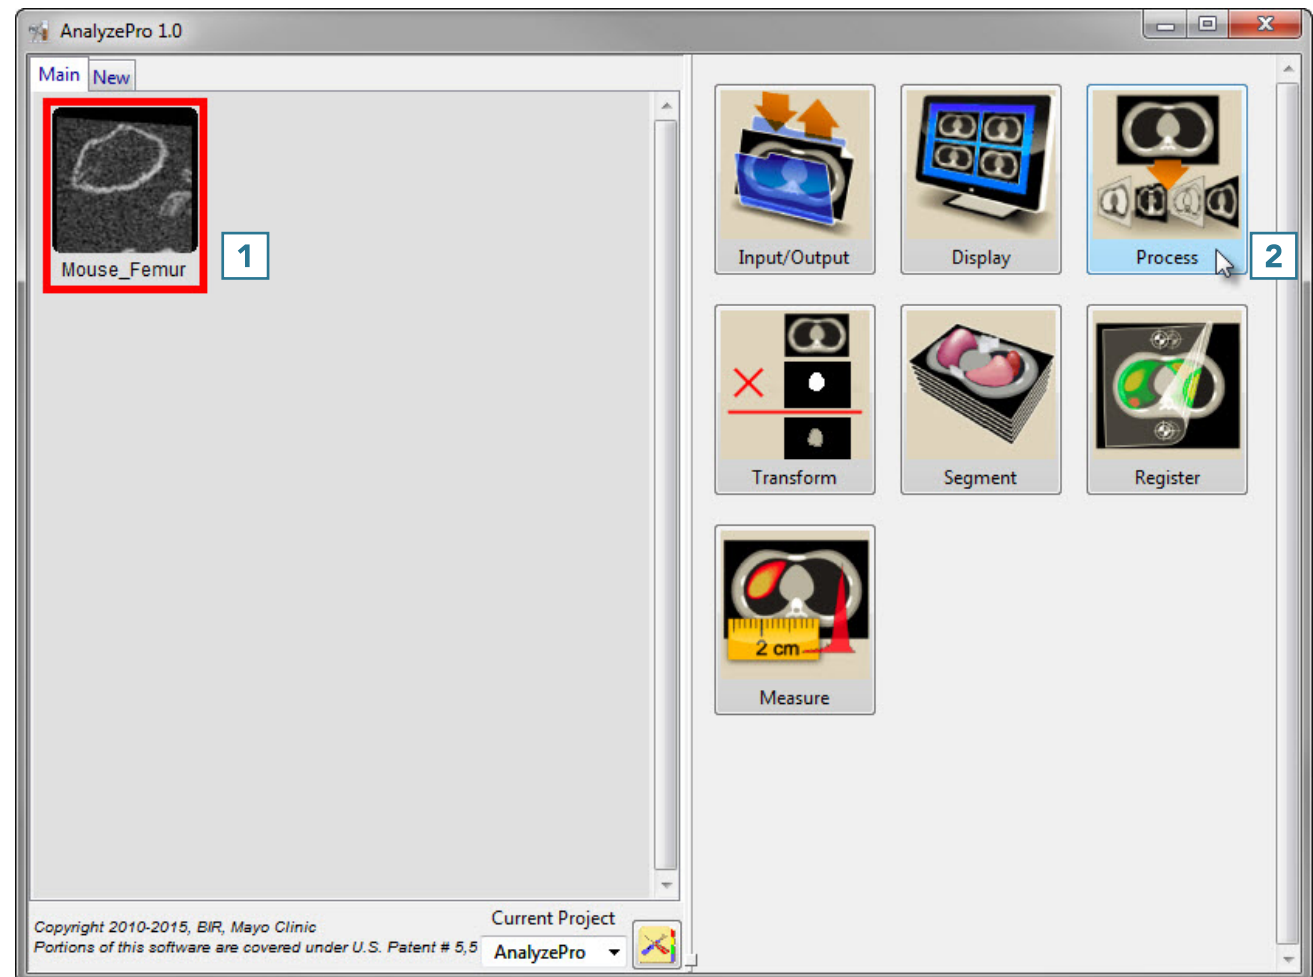 AnalyzePro 1.0
Main
New
Mouse_Femur
1
Input/Output
Display
Process
2
Transform
Segment
Register
2 cm
Measure
Copyright 2010-2015, BIR, Mayo Clinic
Portions of this software are covered under U.S. Patent # 5,5
Current Project
AnalyzePro